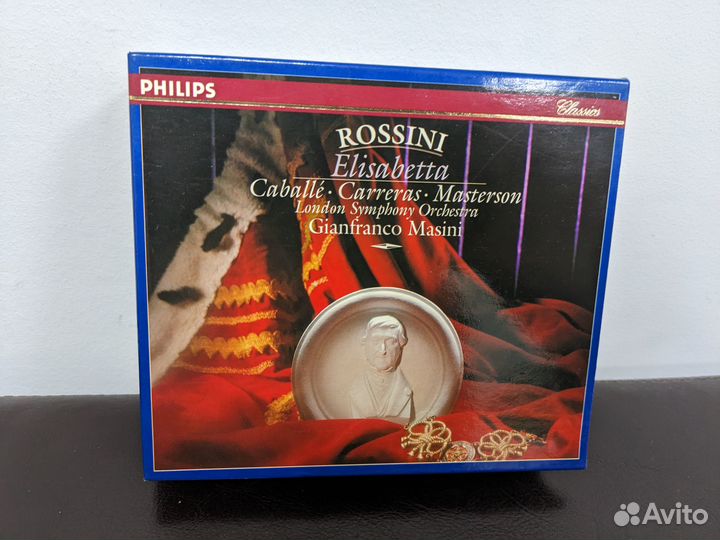 PHILIPS
Classics
ROSSINI
Elisabetta
Caballé · Carreras · Masterson
London Symphony Orchestra
Gianfranco Masini
Avito